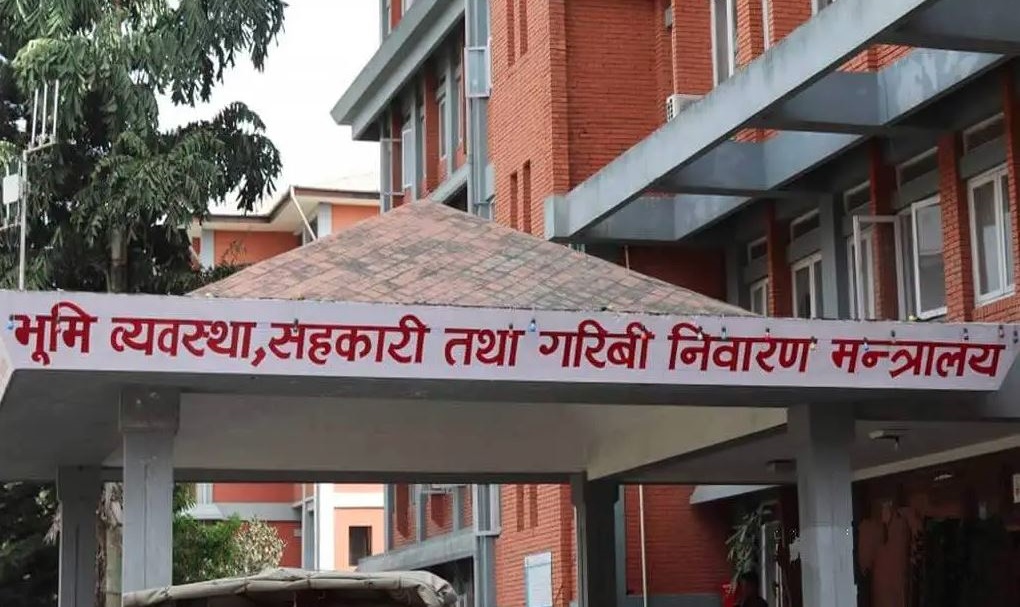 भूमि व्यवस्था,सहकारी तथा गरिबी निवारण मन्त्रालय